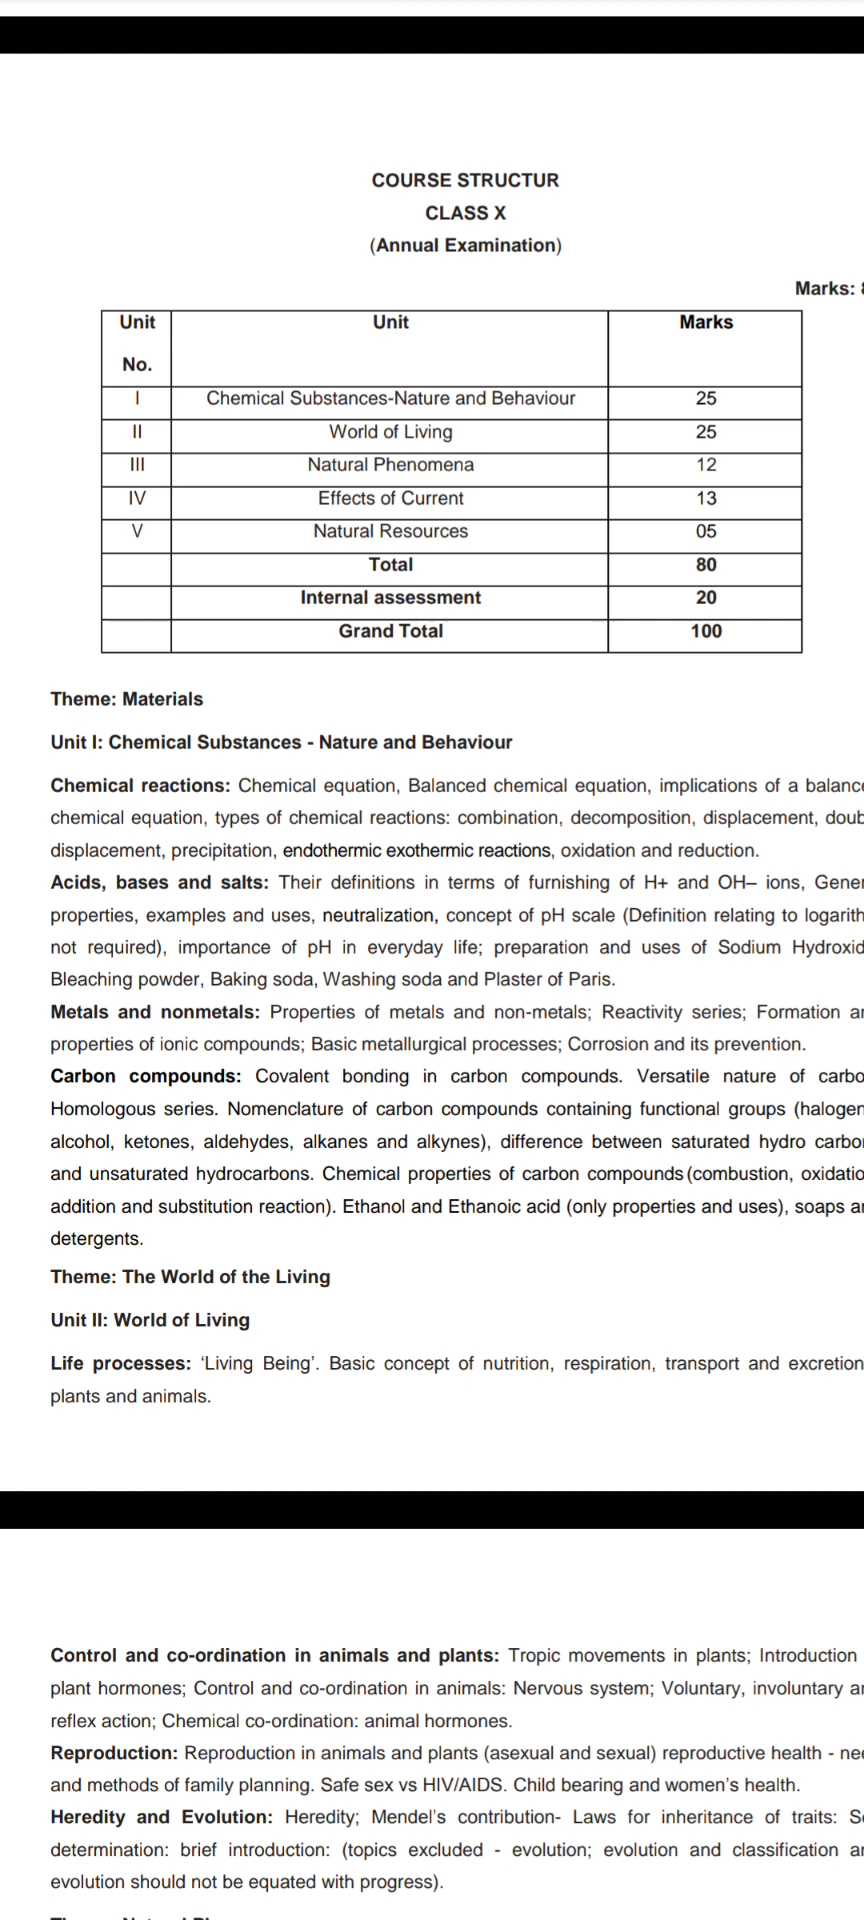 COURSE STRUCTUR
CLASS X
(Annual Examination)
Marks:
Unit No. Unit Marks
I Chemical Substances-Nature and Behaviour 25
II World of Living 25
III Natural Phenomena 12
IV Effects of Current 13
V Natural Resources 05
Total 80
Internal assessment 20
Grand Total 100
Theme: Materials
Unit I: Chemical Substances - Nature and Behaviour
Chemical reactions: Chemical equation, Balanced chemical equation, implications of a balance
chemical equation, types of chemical reactions: combination, decomposition, displacement, doub
displacement, precipitation, endothermic exothermic reactions, oxidation and reduction.
Acids, bases and salts: Their definitions in terms of furnishing of H+ and OH– ions, Gener
properties, examples and uses, neutralization, concept of pH scale (Definition relating to logarith
not required), importance of pH in everyday life; preparation and uses of Sodium Hydroxid
Bleaching powder, Baking soda, Washing soda and Plaster of Paris.
Metals and nonmetals: Properties of metals and non-metals; Reactivity series; Formation ar
properties of ionic compounds; Basic metallurgical processes; Corrosion and its prevention.
Carbon compounds: Covalent bonding in carbon compounds. Versatile nature of carbo
Homologous series. Nomenclature of carbon compounds containing functional groups (halogen
alcohol, ketones, aldehydes, alkanes and alkynes), difference between saturated hydro carbor
and unsaturated hydrocarbons. Chemical properties of carbon compounds (combustion, oxidatio
addition and substitution reaction). Ethanol and Ethanoic acid (only properties and uses), soaps ar
detergents.
Theme: The World of the Living
Unit II: World of Living
Life processes: ‘Living Being’. Basic concept of nutrition, respiration, transport and excretion
plants and animals.
Control and co-ordination in animals and plants: Tropic movements in plants; Introduction
plant hormones; Control and co-ordination in animals: Nervous system; Voluntary, involuntary ar
reflex action; Chemical co-ordination: animal hormones.
Reproduction: Reproduction in animals and plants (asexual and sexual) reproductive health - nee
and methods of family planning. Safe sex vs HIV/AIDS. Child bearing and women’s health.
Heredity and Evolution: Heredity; Mendel’s contribution- Laws for inheritance of traits: Se
determination: brief introduction: (topics excluded - evolution; evolution and classification ar
evolution should not be equated with progress).